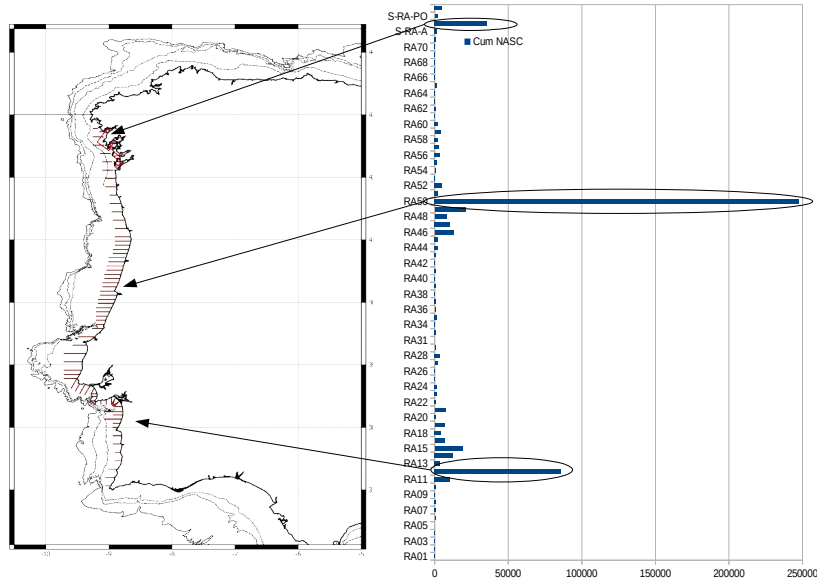 S-RA-PO
S-RA-A
Cum NASC
RA70
RA68
RA66
RA64
RA62
RA60
RA58
RA56
RA54
RA52
RA50
RA48
RA46
RA44
RA42
RA40
RA38
RA36
RA34
RA31
RA28
RA26
RA24
RA22
RA20
RA18
RA15
RA13
RA11
RA09
RA07
RA05
RA03
RA01
0
50000
100000
150000
200000
250000
-10
-9
-8
-7
-6